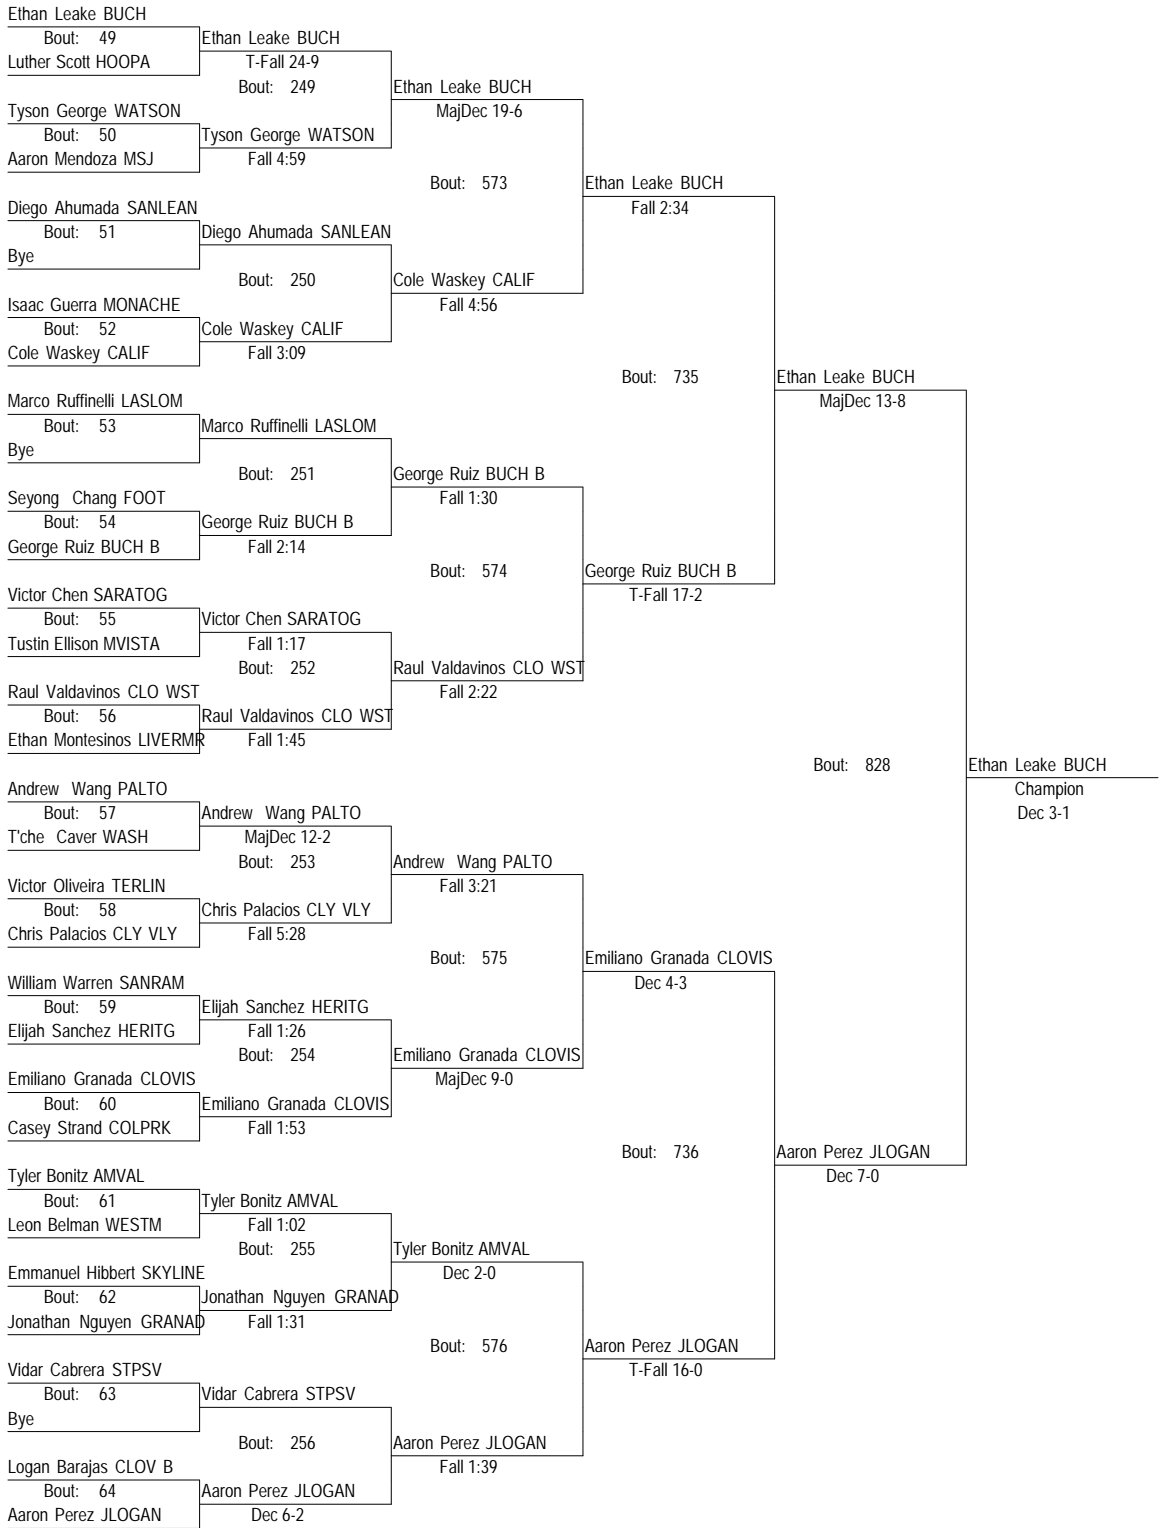 Ethan Leake BUCH
Bout: 49 Ethan Leake BUCH
Luther Scott HOOPA T-Fall 24-9
Bout: 249 Ethan Leake BUCH
Tyson George WATSON MajDec 19-6
Bout: 50 Tyson George WATSON
Aaron Mendoza MSJ Fall 4:59
Bout: 573 Ethan Leake BUCH
Diego Ahumada SANLEAN Fall 2:34
Bout: 51 Diego Ahumada SANLEAN
Bye
Bout: 250 Cole Waskey CALIF
Isaac Guerra MONACHE Fall 4:56
Bout: 52 Cole Waskey CALIF
Cole Waskey CALIF Fall 3:09
Bout: 735 Ethan Leake BUCH
Marco Ruffinelli LASLOM MajDec 13-8
Bout: 53 Marco Ruffinelli LASLOM
Bye
Bout: 251 George Ruiz BUCH B
Seyong Chang FOOT Fall 1:30
Bout: 54 George Ruiz BUCH B
George Ruiz BUCH B Fall 2:14
Bout: 574 George Ruiz BUCH B
Victor Chen SARATOG T-Fall 17-2
Bout: 55 Victor Chen SARATOG
Tustin Ellison MVISTA Fall 1:17
Bout: 252 Raul Valdavinos CLO WST
Raul Valdavinos CLO WST Fall 2:22
Bout: 56 Raul Valdavinos CLO WST
Ethan Montesinos LIVERMR Fall 1:45
Bout: 828 Ethan Leake BUCH
Andrew Wang PALTO Champion
Bout: 57 Andrew Wang PALTO Dec 3-1
T'che Caver WASH MajDec 12-2
Bout: 253 Andrew Wang PALTO
Victor Oliveira TERLIN Fall 3:21
Bout: 58 Chris Palacios CLY VLY
Chris Palacios CLY VLY Fall 5:28
Bout: 575 Emiliano Granada CLOVIS
William Warren SANRAM Dec 4-3
Bout: 59 Elijah Sanchez HERITG
Elijah Sanchez HERITG Fall 1:26
Bout: 254 Emiliano Granada CLOVIS
Emiliano Granada CLOVIS MajDec 9-0
Bout: 60 Emiliano Granada CLOVIS
Casey Strand COLPRK Fall 1:53
Bout: 736 Aaron Perez JLOGAN
Tyler Bonitz AMVAL Dec 7-0
Bout: 61 Tyler Bonitz AMVAL
Leon Belman WESTM Fall 1:02
Bout: 255 Tyler Bonitz AMVAL
Emmanuel Hibbert SKYLINE Dec 2-0
Bout: 62 Jonathan Nguyen GRANAD
Jonathan Nguyen GRANAD Fall 1:31
Bout: 576 Aaron Perez JLOGAN
Vidar Cabrera STPSV T-Fall 16-0
Bout: 63 Vidar Cabrera STPSV
Bye
Bout: 256 Aaron Perez JLOGAN
Logan Barajas CLOV B Fall 1:39
Bout: 64 Aaron Perez JLOGAN
Aaron Perez JLOGAN Dec 6-2